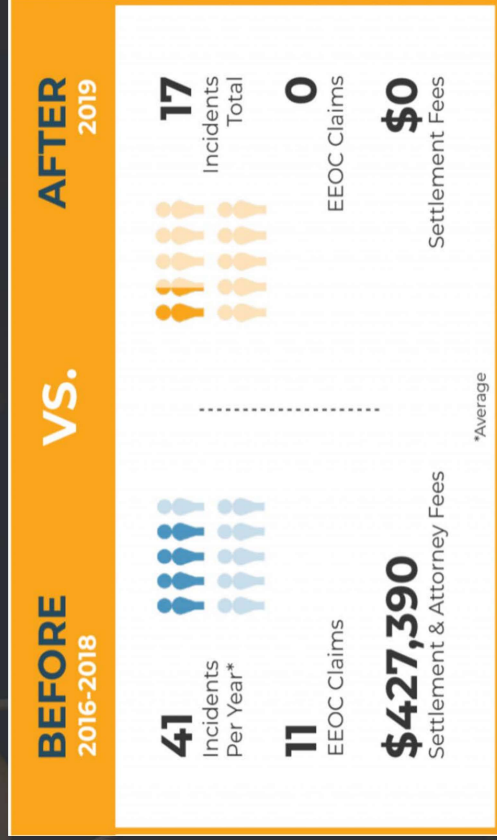 BEFORE
2016-2018
VS.
AFTER
2019
41
Incidents
Per Year*
11
EEOC Claims
$427,390
Settlement & Attorney Fees
17
Incidents
Total
0
EEOC Claims
$0
Settlement Fees
*Average